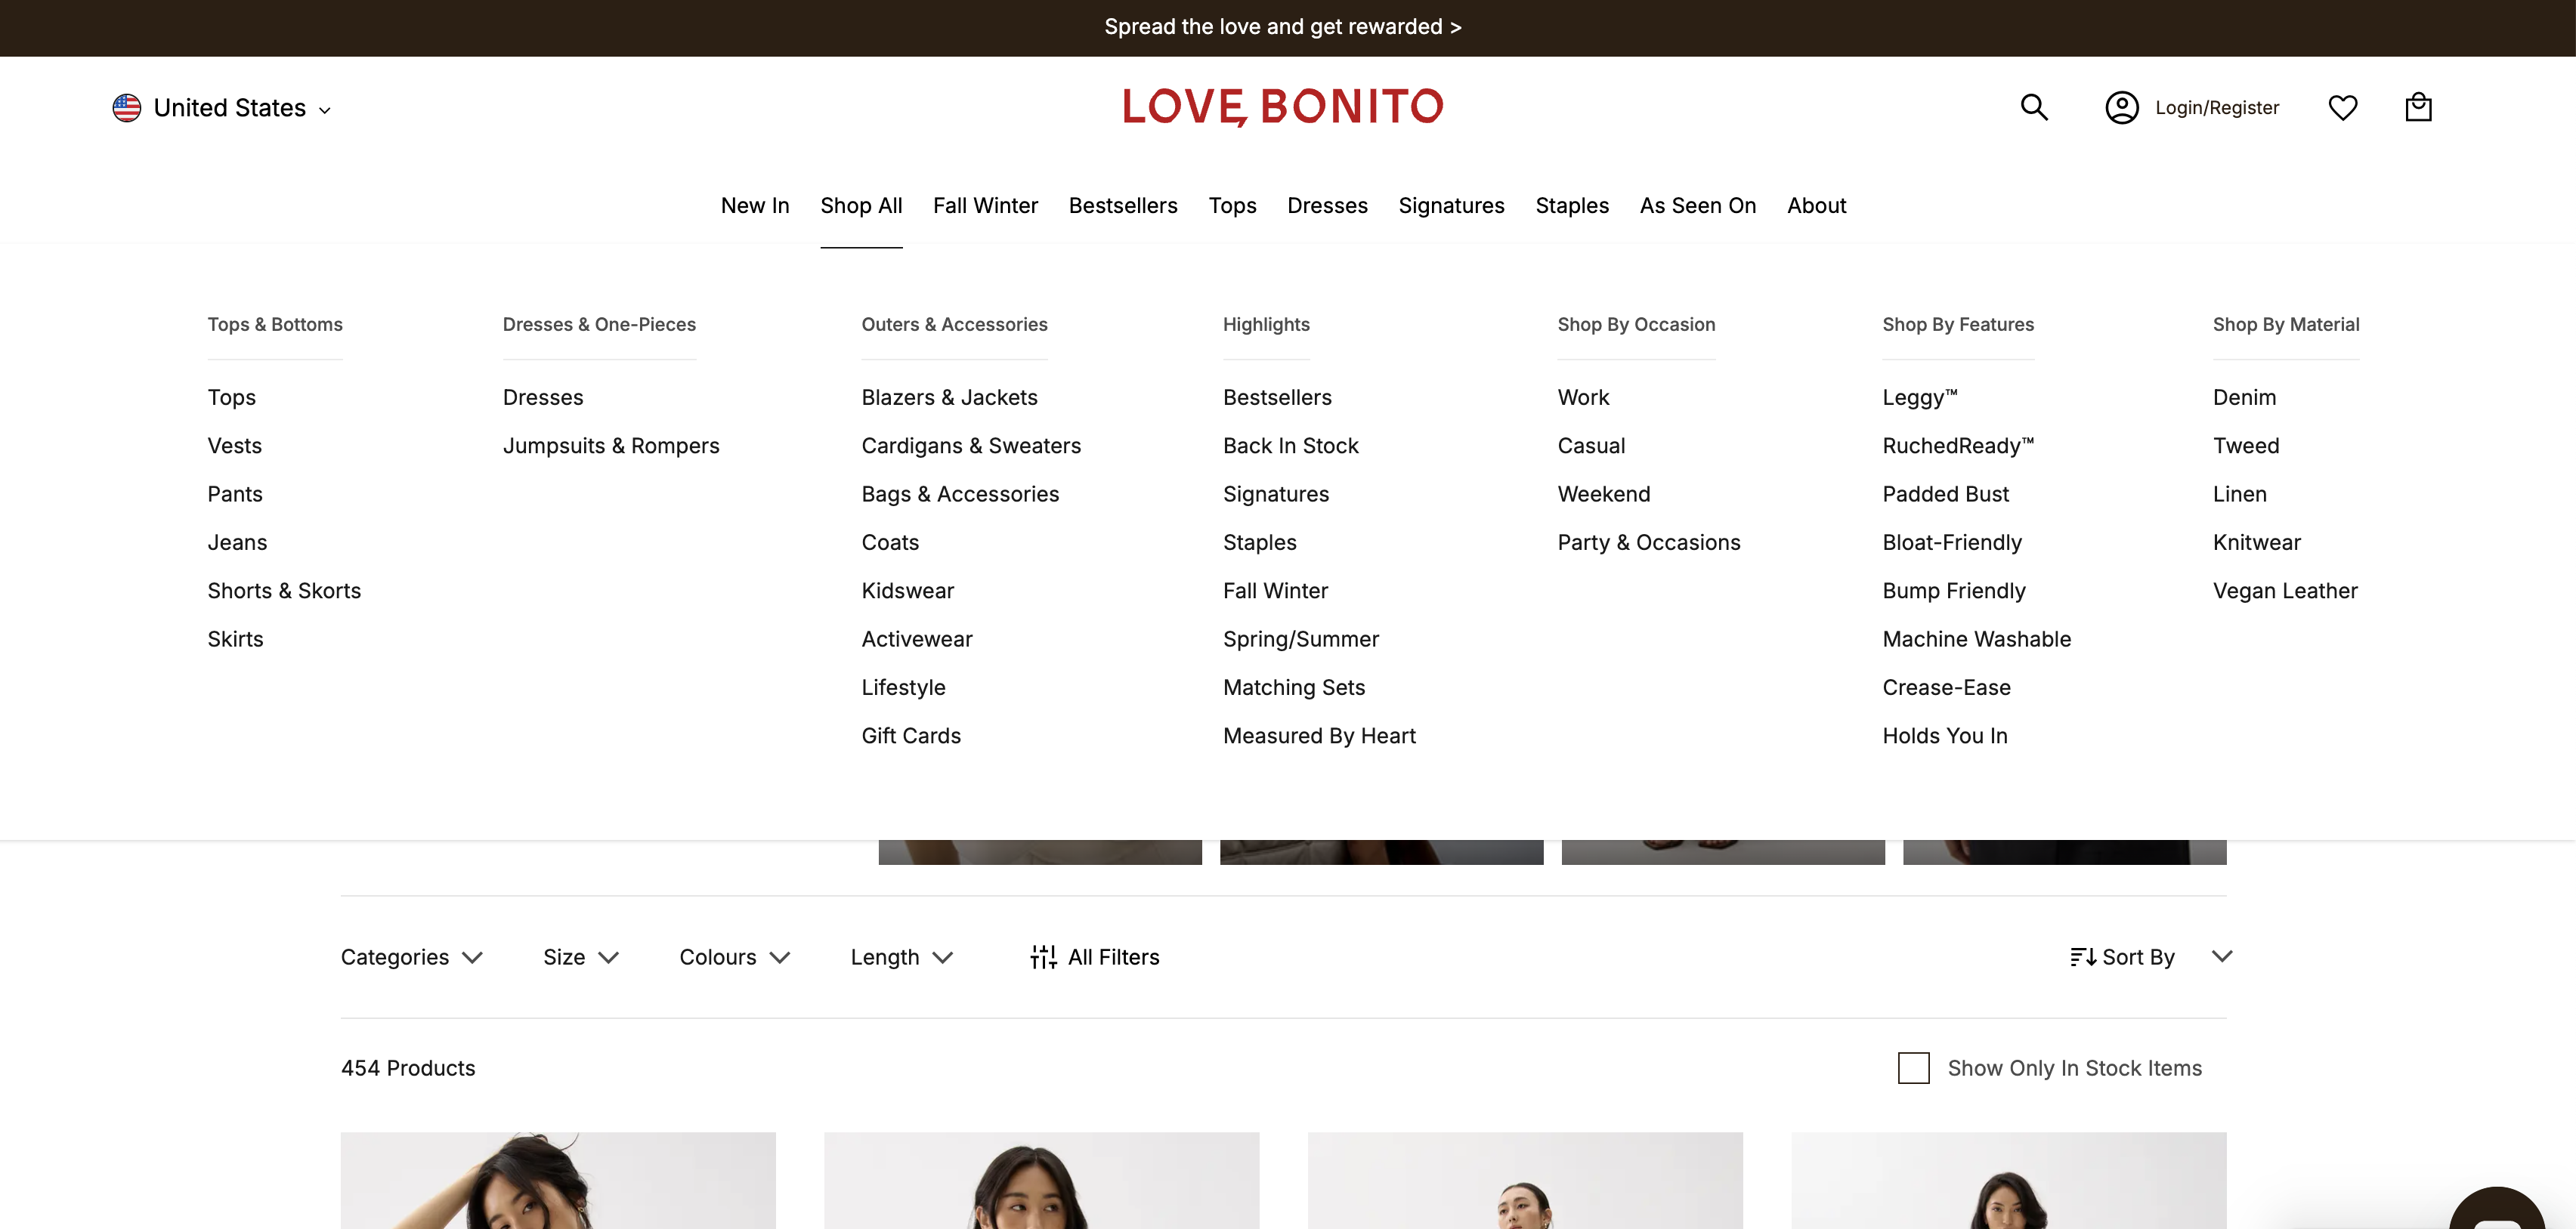 Spread the love and get rewarded >
United States
LOVE, BONITO
Login/Register
New In Shop All Fall Winter Bestsellers Tops Dresses Signatures Staples As Seen On About
Tops & Bottoms
Tops
Vests
Pants
Jeans
Shorts & Skorts
Skirts
Dresses & One-Pieces
Dresses
Jumpsuits & Rompers
Outers & Accessories
Blazers & Jackets
Cardigans & Sweaters
Bags & Accessories
Coats
Kidswear
Activewear
Lifestyle
Gift Cards
Highlights
Bestsellers
Back In Stock
Signatures
Staples
Fall Winter
Spring/Summer
Matching Sets
Measured By Heart
Shop By Occasion
Work
Casual
Weekend
Party & Occasions
Shop By Features
Leggy™
RuchedReady™
Padded Bust
Bloat-Friendly
Bump Friendly
Machine Washable
Crease-Ease
Holds You In
Shop By Material
Denim
Tweed
Linen
Knitwear
Vegan Leather
Categories Size Colours Length All Filters Sort By
454 Products
Show Only In Stock Items